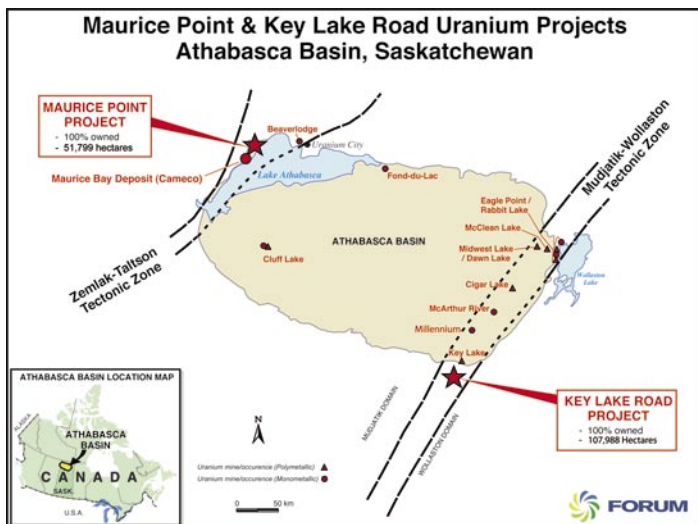 Maurice Point & Key Lake Road Uranium Projects
Athabasca Basin, Saskatchewan
MAURICE POINT
PROJECT
- 100% owned
- 51,799 hectares
Maurice Bay Deposit (Cameco)
Beaverlodge
Uranium City
Lake Athabasca
Fond-du-Lac
Mudjatik-Wollaston
Tectonic Zone
Eagle Point /
Rabbit Lake
McClean Lake
Midwest Lake
/ Dawn Lake
Wollaston
Lake
ATHABASCA BASIN
Cluff Lake
Zemlak-Taltson
Tectonic Zone
Cigar Lake
McArthur River
Millennium
Key Lake
MUDJATIK DOMAIN
WOLLASTON DOMAIN
KEY LAKE ROAD
PROJECT
- 100% owned
- 107,988 Hectares
ATHABASCA BASIN LOCATION MAP
ALASKA
ATHABASCA
BASIN
CANADA
SASK.
U.S.A.
N
Uranium mine/occurence (Polymetallic)
Uranium mine/occurence (Monometallic)
0 50 km
FORUM